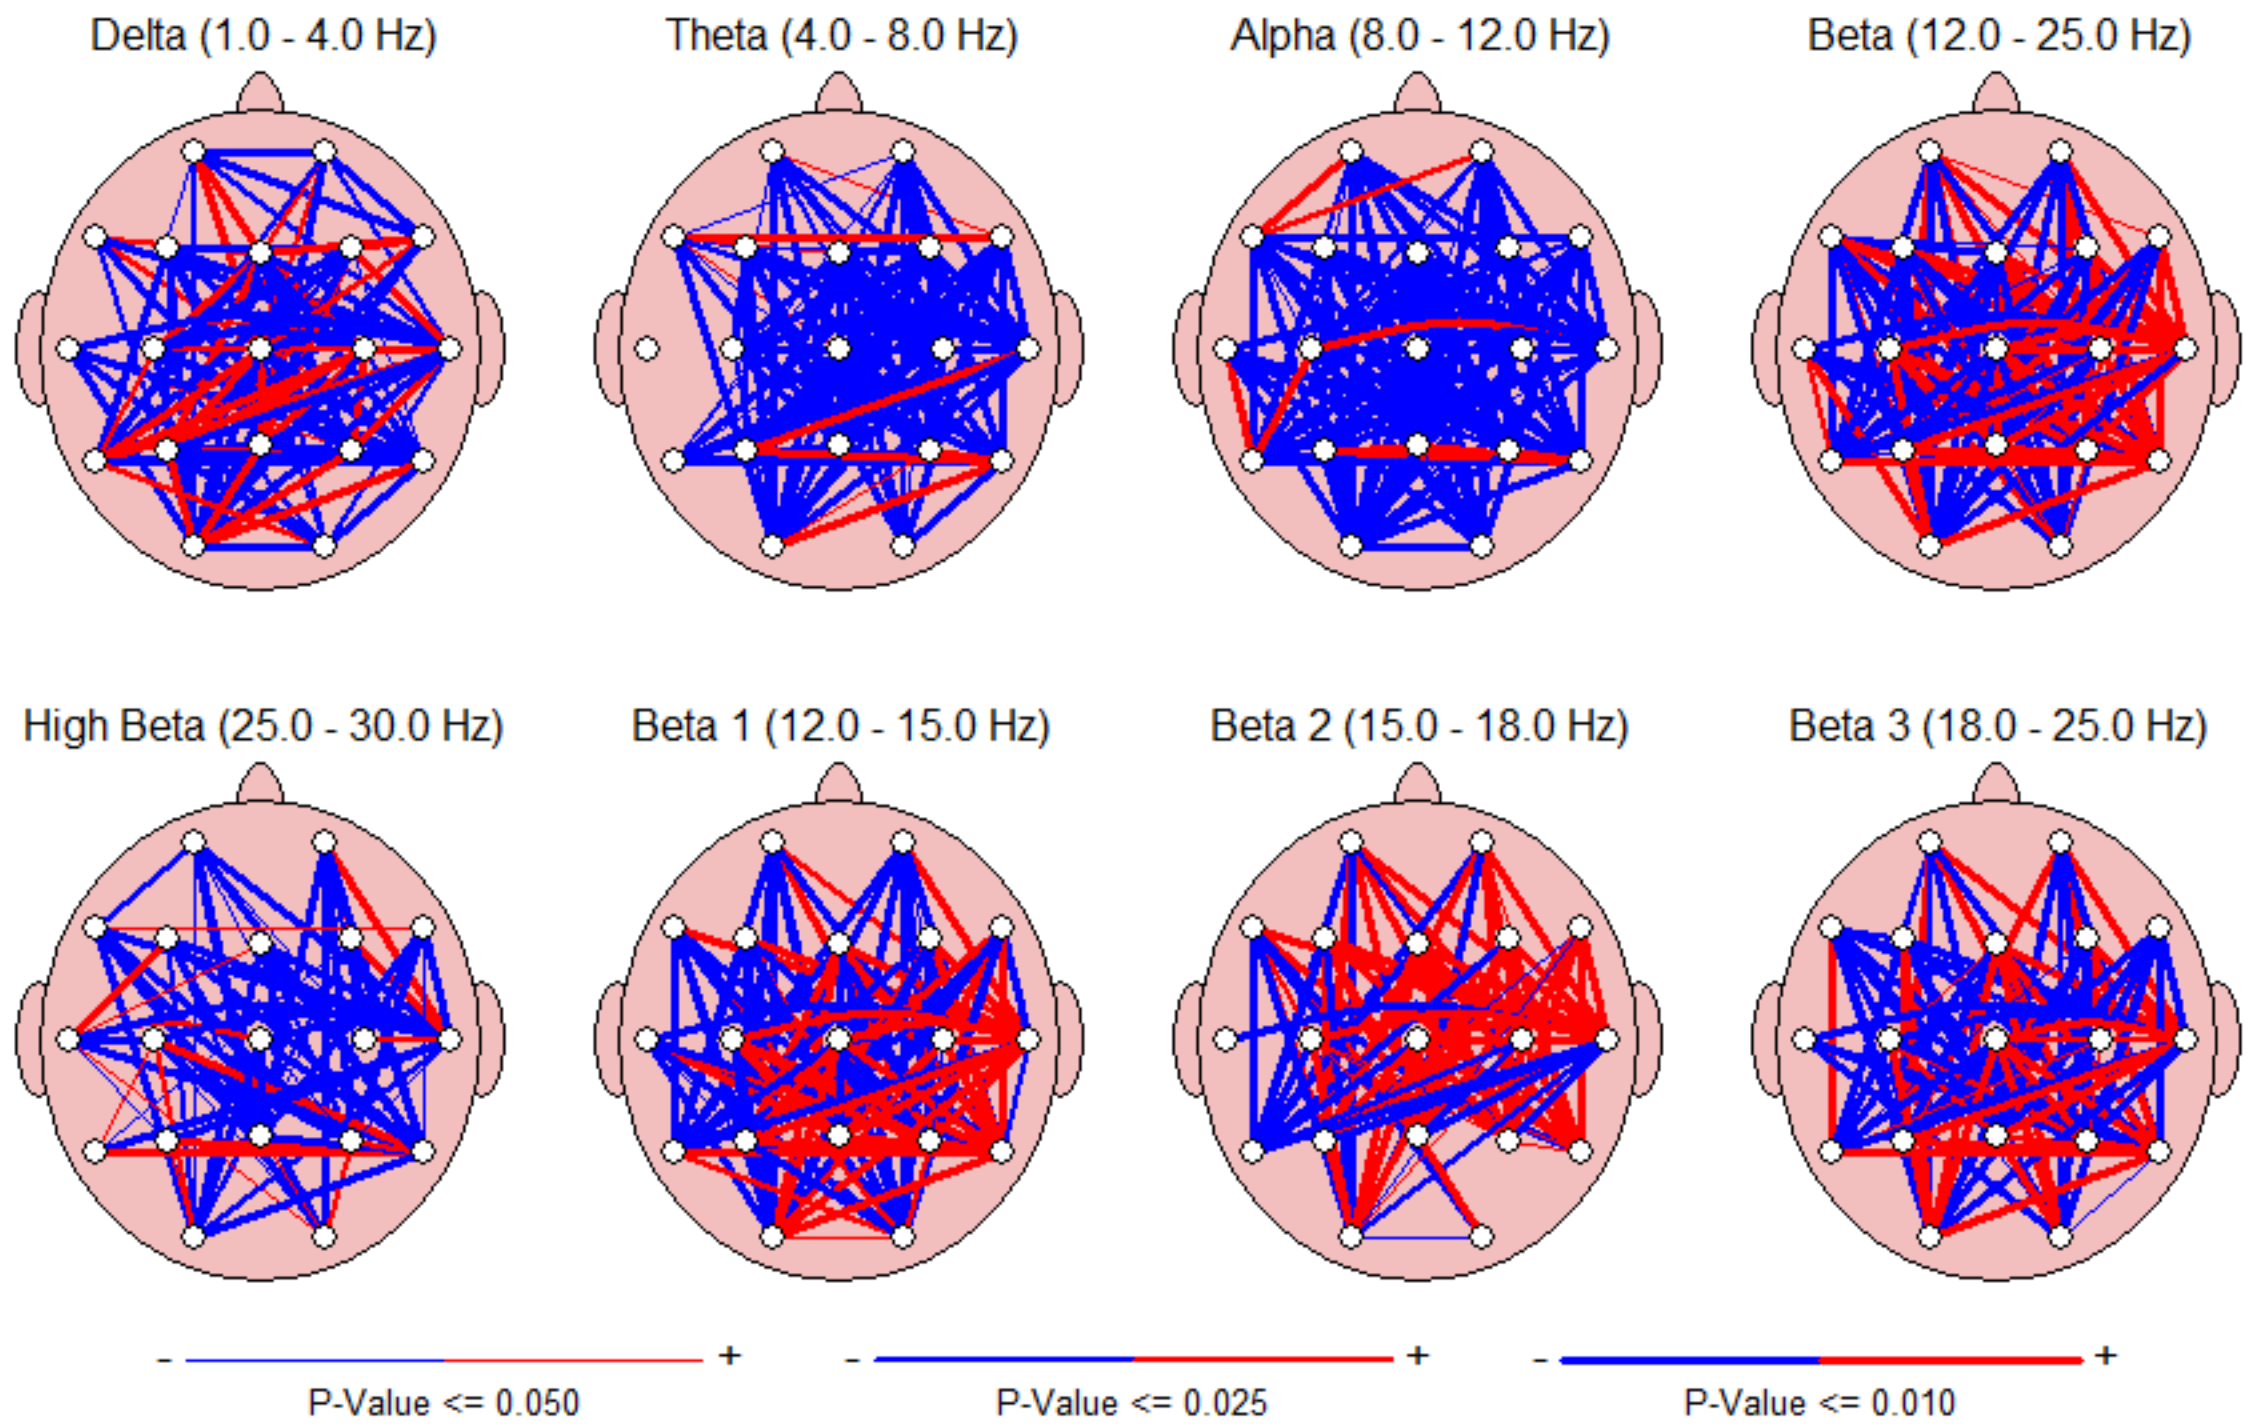 Delta (1.0 - 4.0 Hz) Theta (4.0 - 8.0 Hz) Alpha (8.0 - 12.0 Hz) Beta (12.0 - 25.0 Hz)
High Beta (25.0 - 30.0 Hz) Beta 1 (12.0 - 15.0 Hz) Beta 2 (15.0 - 18.0 Hz) Beta 3 (18.0 - 25.0 Hz)
- + - + - +
P-Value <= 0.050 P-Value <= 0.025 P-Value <= 0.010